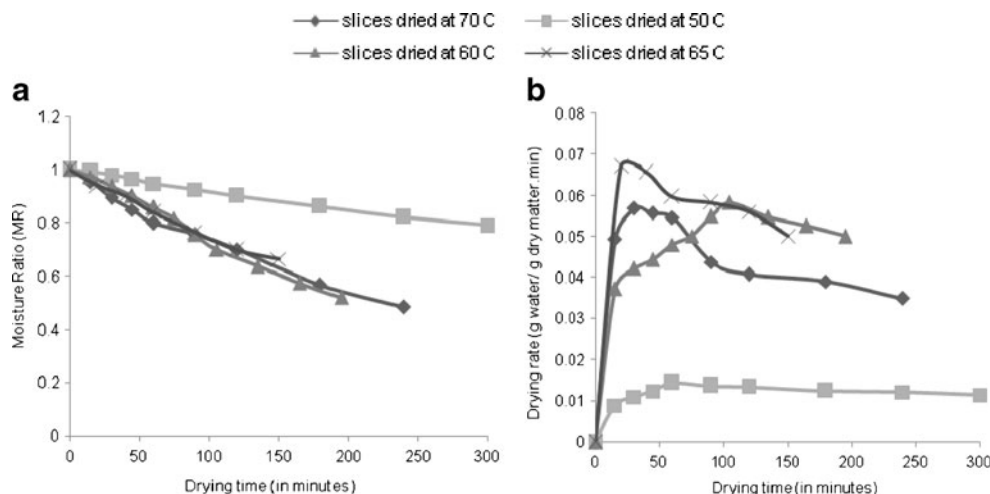 slices dried at 70 C
slices dried at 50 C
slices dried at 60 C
slices dried at 65 C
a
Moisture Ratio (MR)
1.2
1
0.8
0.6
0.4
0.2
0
0 50 100 150 200 250 300
Drying time (in minutes)
b
Drying rate (g water/ g dry matter.min)
0.08
0.07
0.06
0.05
0.04
0.03
0.02
0.01
0
0 50 100 150 200 250 300
Drying time (in minutes)